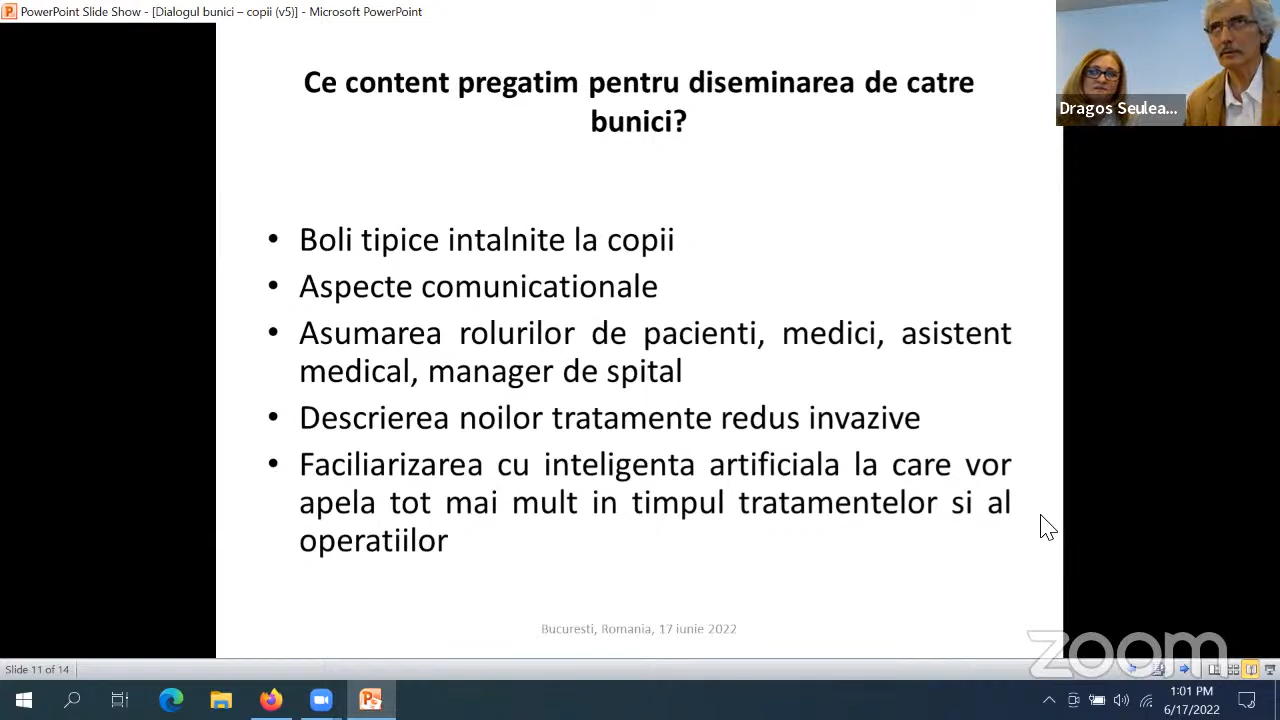 PowerPoint Slide Show - [Dialogul bunici – copii (v5)] - Microsoft PowerPoint
Dragos Seulea...
Ce content pregatim pentru diseminarea de catre
bunici?
• Boli tipice intalnite la copii
• Aspecte comunicationale
• Asumarea rolurilor de pacienti, medici, asistent
medical, manager de spital
• Descrierea noilor tratamente redus invazive
• Faciliarizarea cu inteligenta artificiala la care vor
apela tot mai mult in timpul tratamentelor si al
operatiilor
Bucuresti, Romania, 17 iunie 2022
zoom
Slide 11 of 14
1:01 PM
6/17/2022